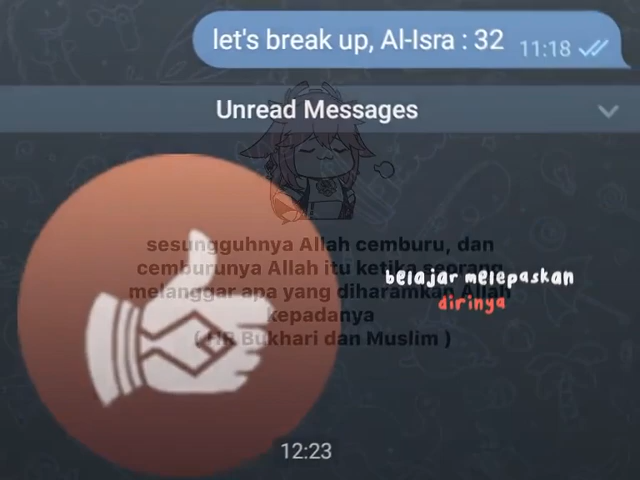 let's break up, Al-Isra : 32
11:18
Unread Messages
sesungguhnya Allah cemburu, dan
cemburunya Allah itu ketika seorang
melanggar apa yang diharamkan Allah
kepadanya
( HR Bukhari dan Muslim )
belajar melepaskan
dirinya
12:23